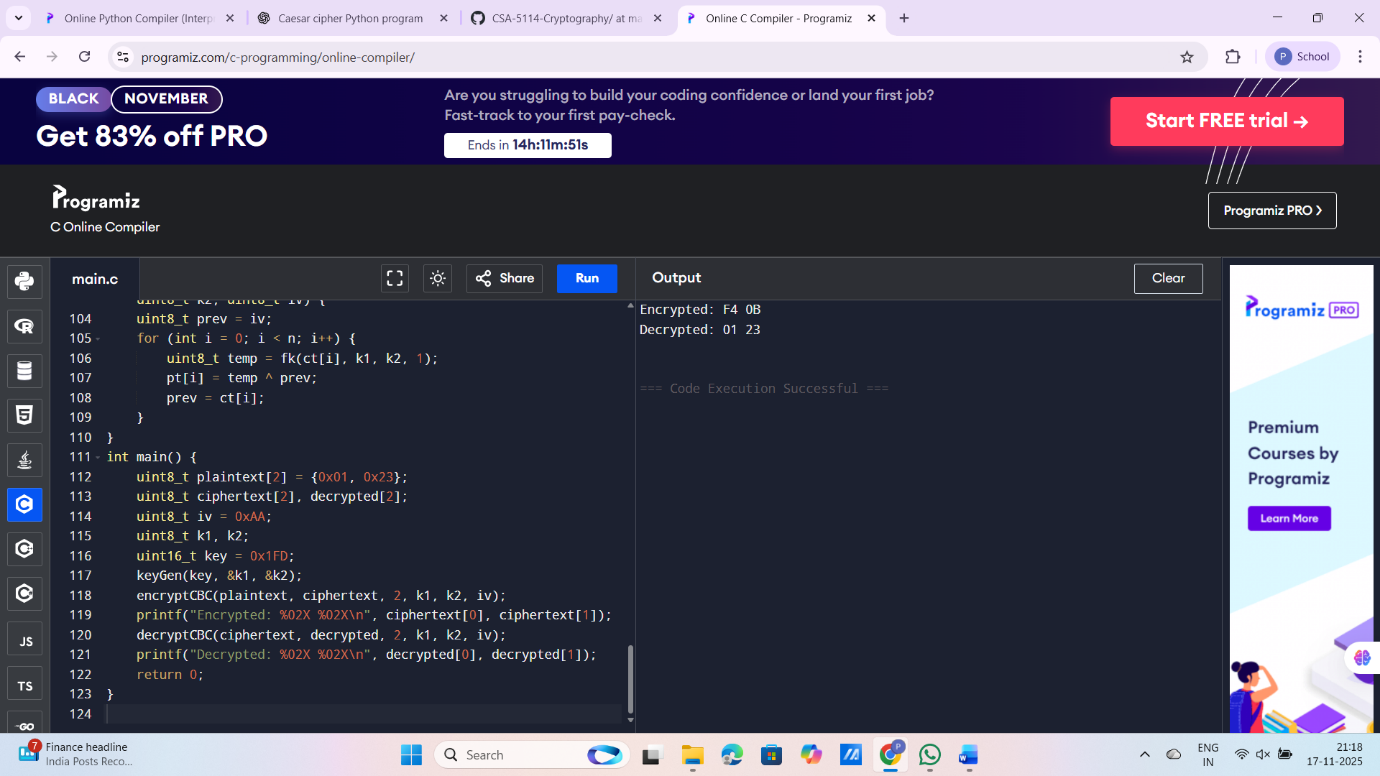 Online Python Compiler (Interp
Caesar cipher Python program
CSA-5114-Cryptography/ at ma
Online C Compiler - Programiz
programiz.com/c-programming/online-compiler/
P School
BLACK NOVEMBER
Get 83% off PRO
Are you struggling to build your coding confidence or land your first job?
Fast-track to your first pay-check.
Ends in 14h:11m:51s
Start FREE trial →
Programiz
C Online Compiler
Programiz PRO
main.c
Share
Run
Output
Clear
uint8_t k2, uint8_t iv) {
104 uint8_t prev = iv;
105 for (int i = 0; i < n; i++) {
106 uint8_t temp = fk(ct[i], k1, k2, 1);
107 pt[i] = temp ^ prev;
108 prev = ct[i];
109 }
110 }
111 int main() {
112 uint8_t plaintext[2] = {0x01, 0x23};
113 uint8_t ciphertext[2], decrypted[2];
114 uint8_t iv = 0xAA;
115 uint8_t k1, k2;
116 uint16_t key = 0x1FD;
117 keyGen(key, &k1, &k2);
118 encryptCBC(plaintext, ciphertext, 2, k1, k2, iv);
119 printf("Encrypted: %02X %02X\n", ciphertext[0], ciphertext[1]);
120 decryptCBC(ciphertext, decrypted, 2, k1, k2, iv);
121 printf("Decrypted: %02X %02X\n", decrypted[0], decrypted[1]);
122 return 0;
123 }
124
Encrypted: F4 0B
Decrypted: 01 23
=== Code Execution Successful ===
JS
TS
GO
Programiz PRO
Premium
Courses by
Programiz
Learn More
7
Finance headline
India Posts Reco...
Search
ENG
IN
21:18
17-11-2025